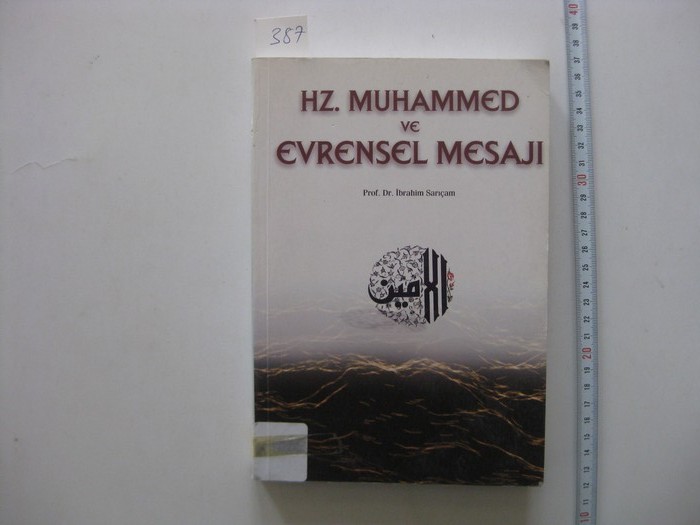 387
HZ. MUHAMMED
VE
EVRENSEL MESAJI
Prof. Dr. İbrahim Sarıçam
الأمين